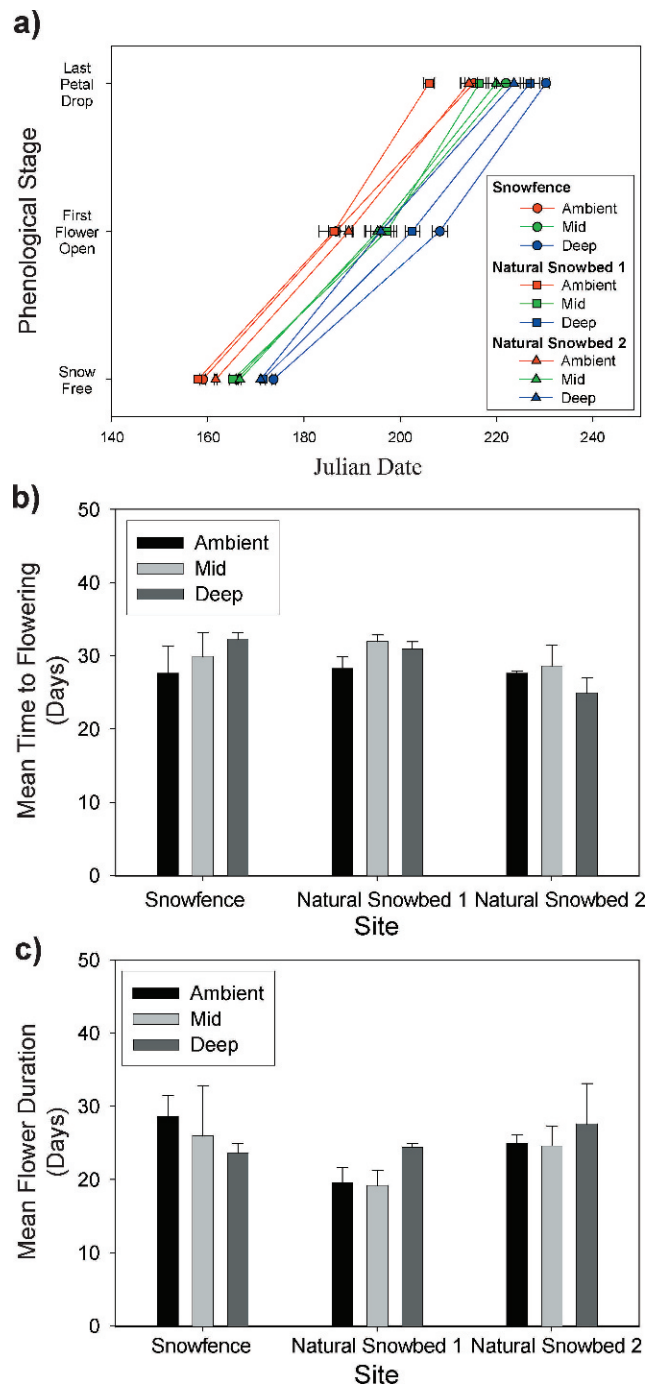 a)
Last
Petal
Drop
First
Flower
Open
Snow
Free
Phenological Stage
140 160 180 200 220 240
Julian Date
Snowfence
Ambient
Mid
Deep
Natural Snowbed 1
Ambient
Mid
Deep
Natural Snowbed 2
Ambient
Mid
Deep
b)
50
40
30
20
10
0
Mean Time to Flowering
(Days)
Ambient
Mid
Deep
Snowfence Natural Snowbed 1 Natural Snowbed 2
Site
c)
50
40
30
20
10
0
Mean Flower Duration
(Days)
Ambient
Mid
Deep
Snowfence Natural Snowbed 1 Natural Snowbed 2
Site